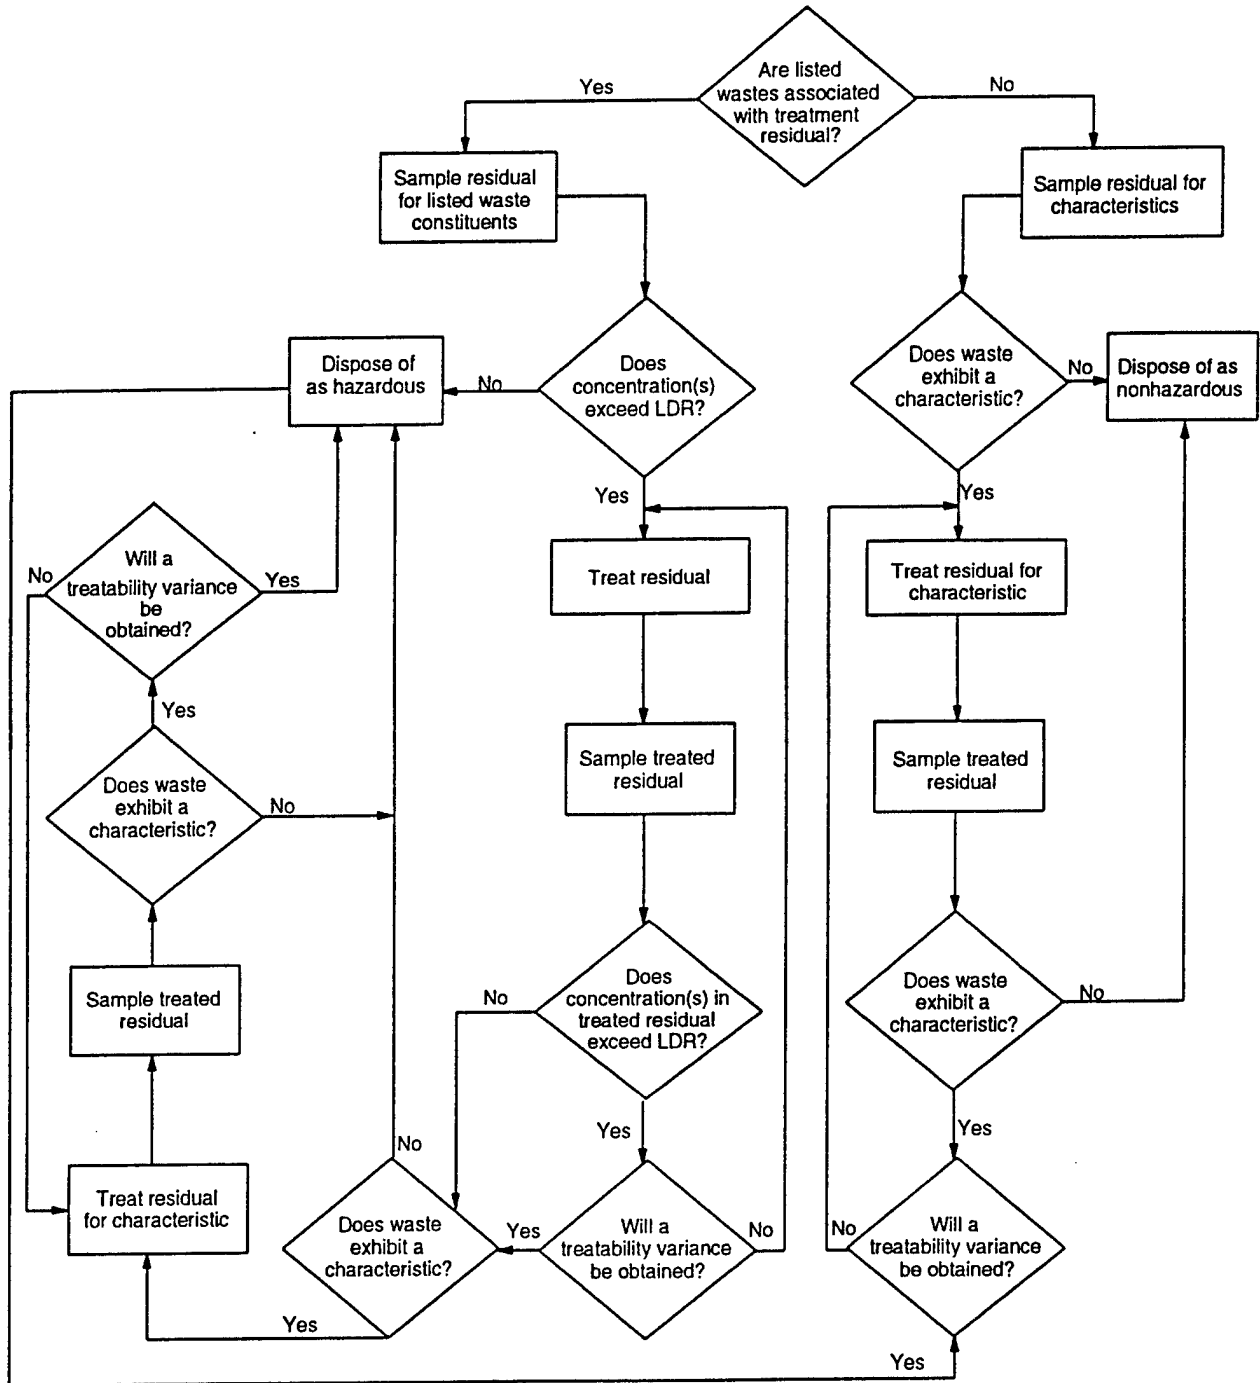 Are listed
wastes associated
with treatment
residual?
Yes
No
Sample residual
for listed waste
constituents
Sample residual for
characteristics
Does
concentration(s)
exceed LDR?
No
Yes
Dispose of
as hazardous
Does waste
exhibit a
characteristic?
No
Yes
Dispose of as
nonhazardous
Will a
treatability variance
be
obtained?
No
Yes
Treat residual
Treat residual for
characteristic
Yes
Does waste
exhibit a
characteristic?
No
Sample treated
residual
Sample treated
residual
Sample treated
residual
Does
concentration(s) in
treated residual
exceed LDR?
No
Yes
Does waste
exhibit a
characteristic?
No
Yes
Treat residual
for characteristic
No
Does waste
exhibit a
characteristic?
Yes
Yes
Will a
treatability variance
be obtained?
No
No
Will a
treatability variance
be obtained?
Yes